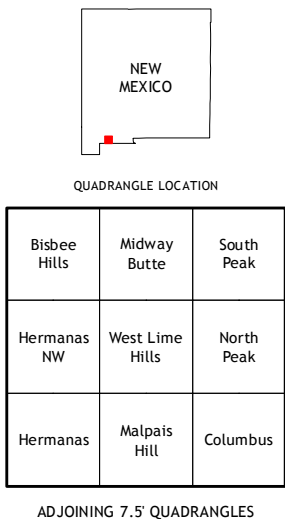 NEW
MEXICO
QUADRANGLE LOCATION
Bisbee
Hills
Midway
Butte
South
Peak
Hermanas
NW
West Lime
Hills
North
Peak
Hermanas
Malpais
Hill
Columbus
ADJOINING 7.5' QUADRANGLES